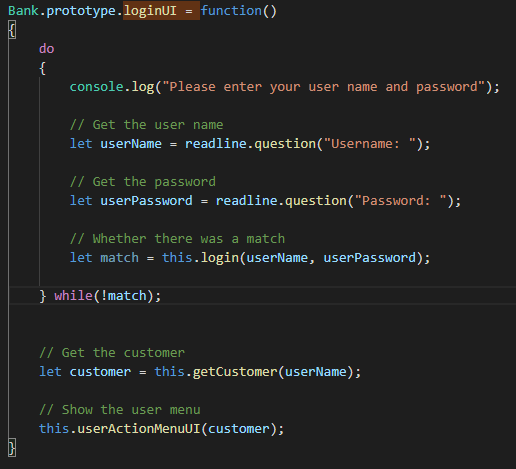 Bank.prototype.loginUI = function()
{
    do
    {
        console.log("Please enter your user name and password");
        // Get the user name
        let userName = readline.question("Username: ");
        // Get the password
        let userPassword = readline.question("Password: ");
        // Whether there was a match
        let match = this.login(userName, userPassword);
    } while(!match);
    // Get the customer
    let customer = this.getCustomer(userName);
    // Show the user menu
    this.userActionMenuUI(customer);
}